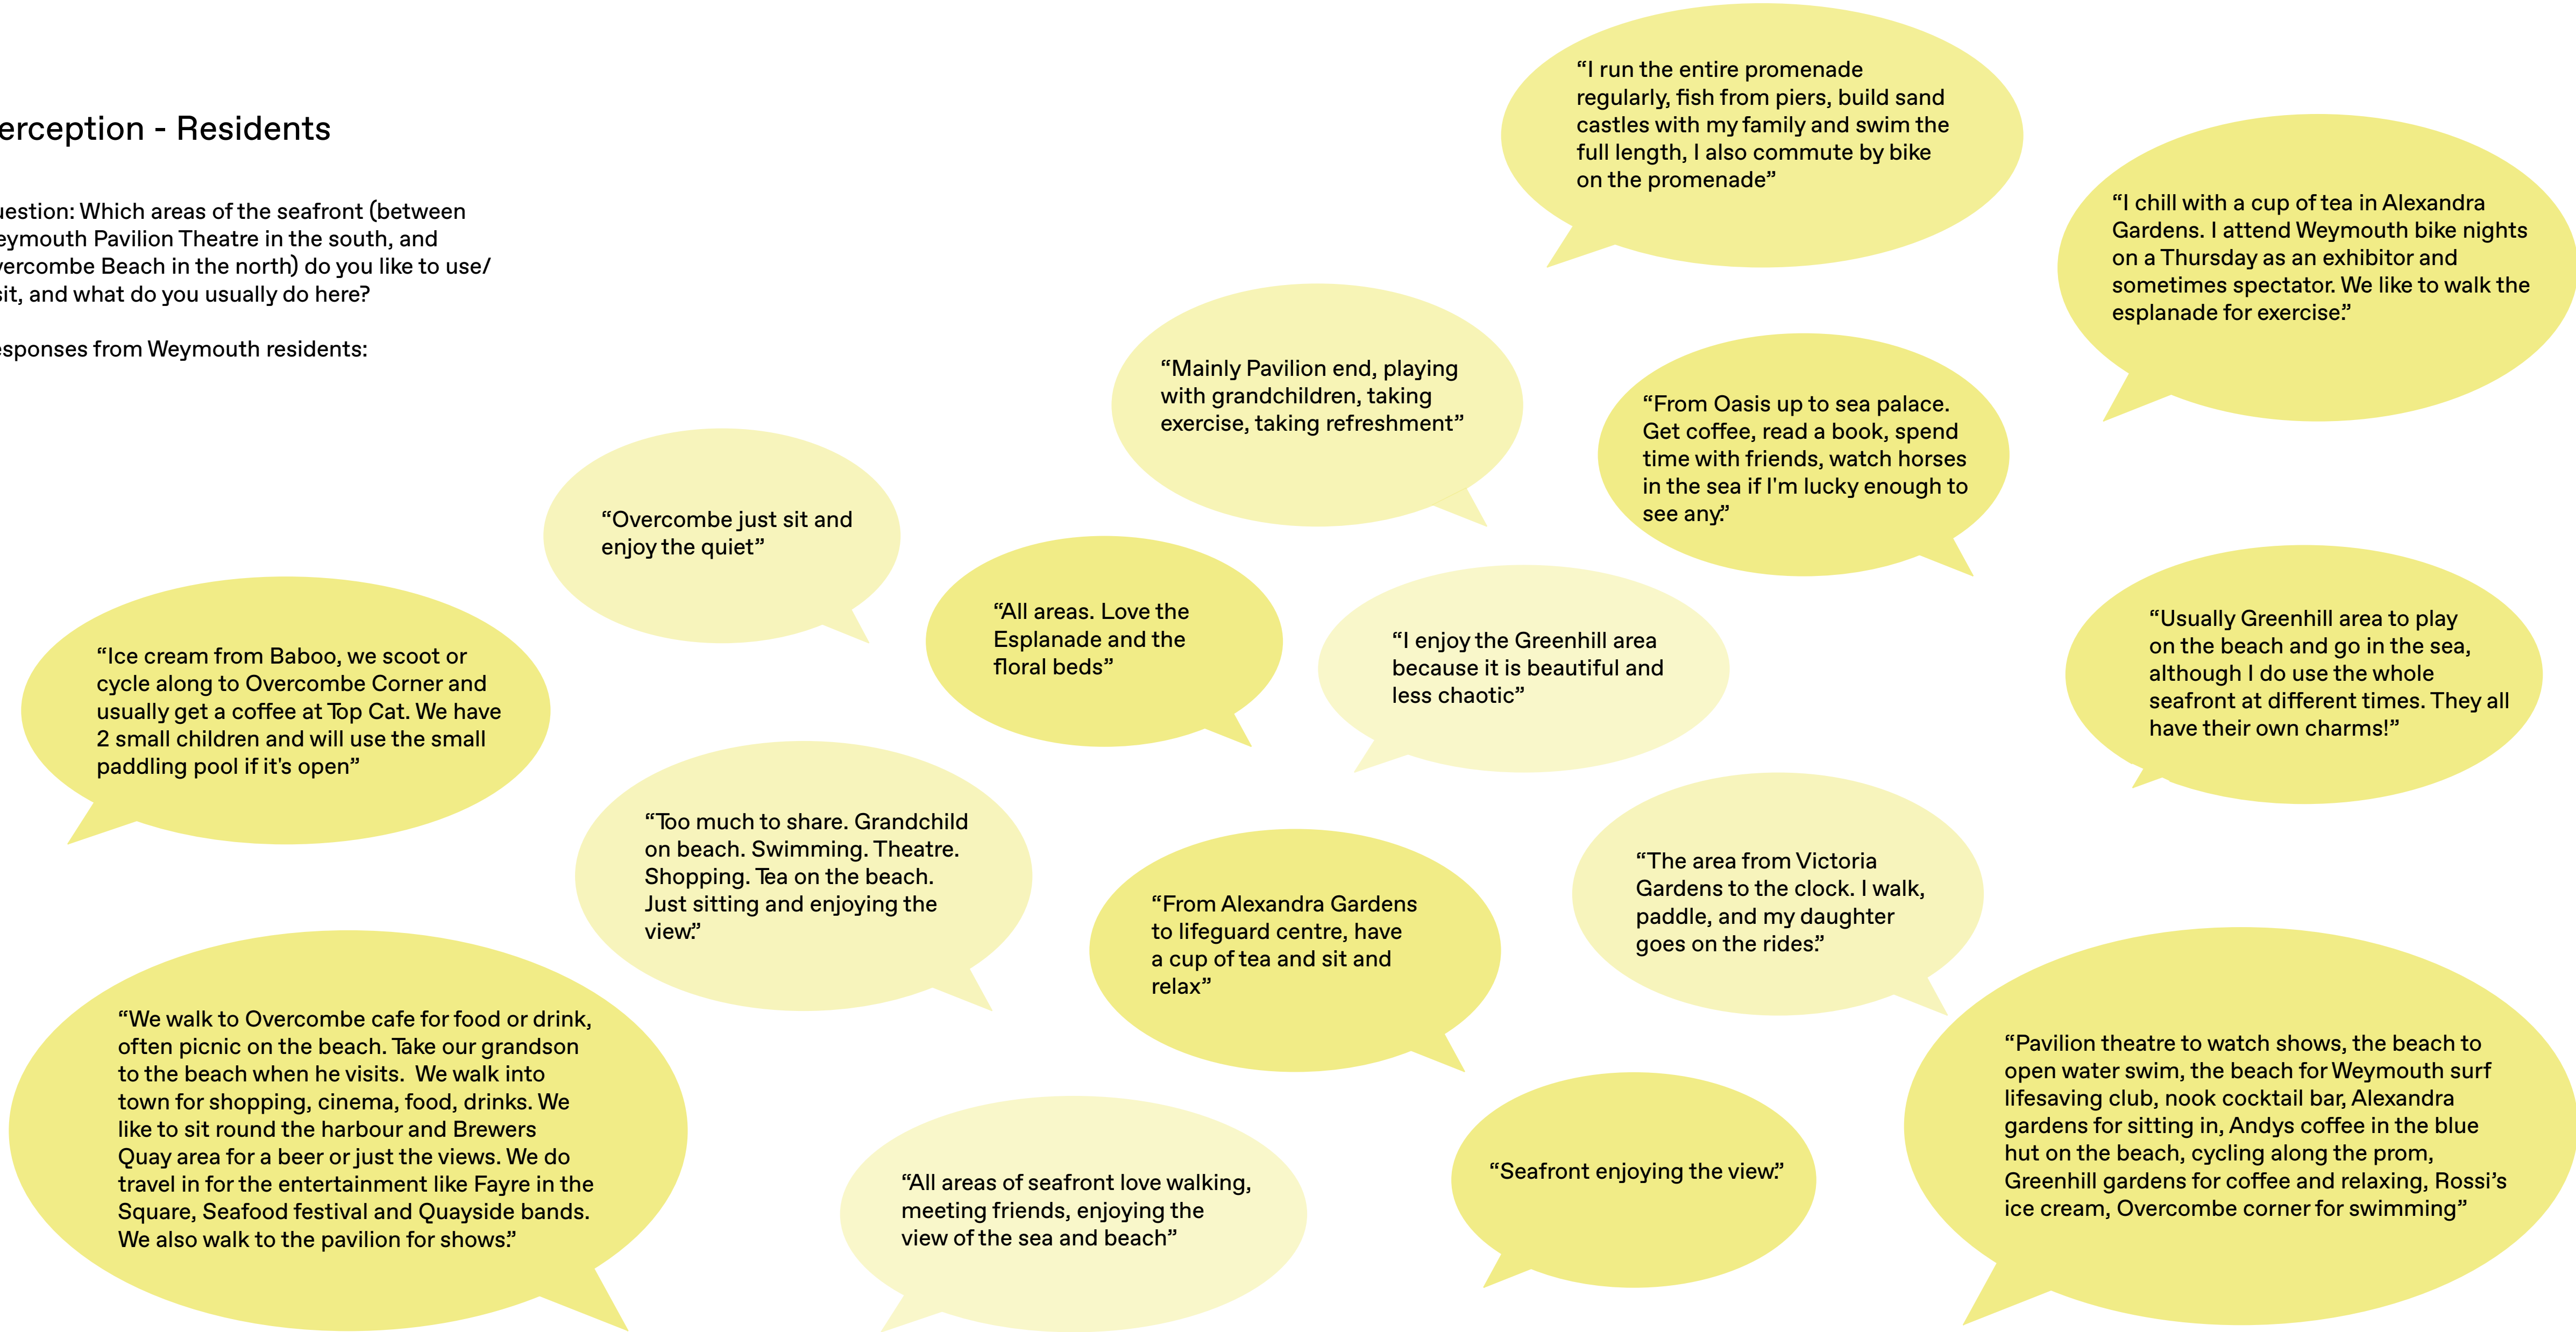 erception - Residents
uestion: Which areas of the seafront (between
eymouth Pavilion Theatre in the south, and
vercombe Beach in the north) do you like to use/
sit, and what do you usually do here?
esponses from Weymouth residents:
“I run the entire promenade
regularly, fish from piers, build sand
castles with my family and swim the
full length, I also commute by bike
on the promenade”
“I chill with a cup of tea in Alexandra
Gardens. I attend Weymouth bike nights
on a Thursday as an exhibitor and
sometimes spectator. We like to walk the
esplanade for exercise.”
“Mainly Pavilion end, playing
with grandchildren, taking
exercise, taking refreshment”
“From Oasis up to sea palace.
Get coffee, read a book, spend
time with friends, watch horses
in the sea if I'm lucky enough to
see any.”
“Overcombe just sit and
enjoy the quiet”
“All areas. Love the
Esplanade and the
floral beds”
“I enjoy the Greenhill area
because it is beautiful and
less chaotic”
“Usually Greenhill area to play
on the beach and go in the sea,
although I do use the whole
seafront at different times. They all
have their own charms!”
“Ice cream from Baboo, we scoot or
cycle along to Overcombe Corner and
usually get a coffee at Top Cat. We have
2 small children and will use the small
paddling pool if it's open”
“Too much to share. Grandchild
on beach. Swimming. Theatre.
Shopping. Tea on the beach.
Just sitting and enjoying the
view.”
“From Alexandra Gardens
to lifeguard centre, have
a cup of tea and sit and
relax”
“The area from Victoria
Gardens to the clock. I walk,
paddle, and my daughter
goes on the rides.”
“We walk to Overcombe cafe for food or drink,
often picnic on the beach. Take our grandson
to the beach when he visits.  We walk into
town for shopping, cinema, food, drinks. We
like to sit round the harbour and Brewers
Quay area for a beer or just the views. We do
travel in for the entertainment like Fayre in the
Square, Seafood festival and Quayside bands.
We also walk to the pavilion for shows.”
“All areas of seafront love walking,
meeting friends, enjoying the
view of the sea and beach”
“Seafront enjoying the view.”
“Pavilion theatre to watch shows, the beach to
open water swim, the beach for Weymouth surf
lifesaving club, nook cocktail bar, Alexandra
gardens for sitting in, Andys coffee in the blue
hut on the beach, cycling along the prom,
Greenhill gardens for coffee and relaxing, Rossi’s
ice cream, Overcombe corner for swimming”